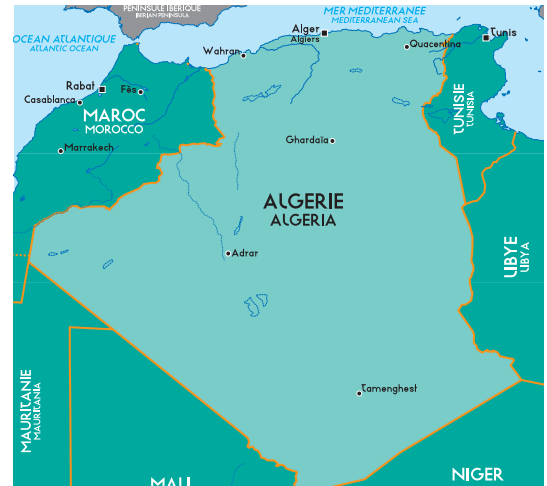 PENINSULE IBERIQUE
IBERIAN PENINSULA
MER MEDITERRANEE
MEDITERRANEAN SEA
OCEAN ATLANTIQUE
ATLANTIC OCEAN
Alger
Algiers
Tunis
Wahran
Quacentina
Rabat
Fès
Casablanca
MAROC
MOROCCO
TUNISIE
TUNISIA
Marrakech
Ghardaïa
ALGERIE
ALGERIA
Adrar
LIBYE
LIBYA
Tamenghest
MAURITANIE
MAURITANIA
MALI
NIGER